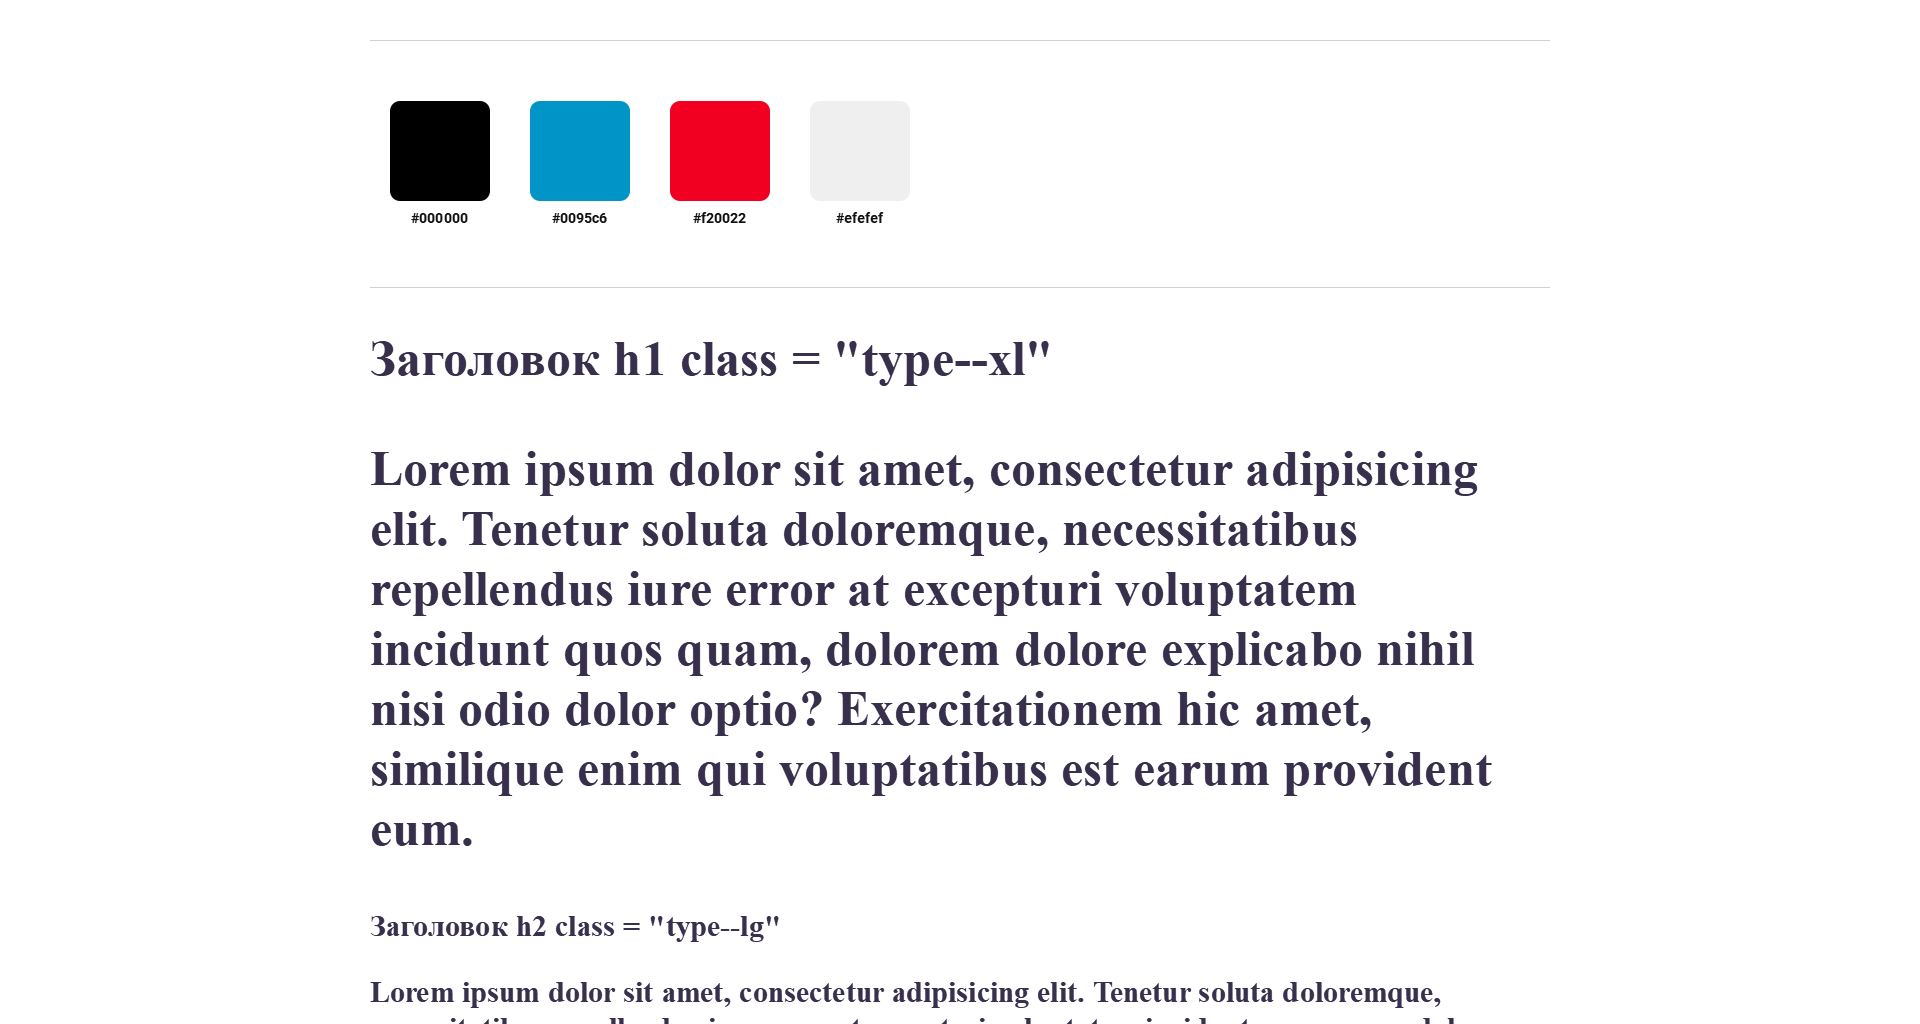 #000000 #0095c6 #f20022 #efefef
Заголовок h1 class = "type--xl"
Lorem ipsum dolor sit amet, consectetur adipisicing
elit. Tenetur soluta doloremque, necessitatibus
repellendus iure error at excepturi voluptatem
incidunt quos quam, dolorem dolore explicabo nihil
nisi odio dolor optio? Exercitationem hic amet,
similique enim qui voluptatibus est earum provident
eum.
Заголовок h2 class = "type--lg"
Lorem ipsum dolor sit amet, consectetur adipisicing elit. Tenetur soluta doloremque,